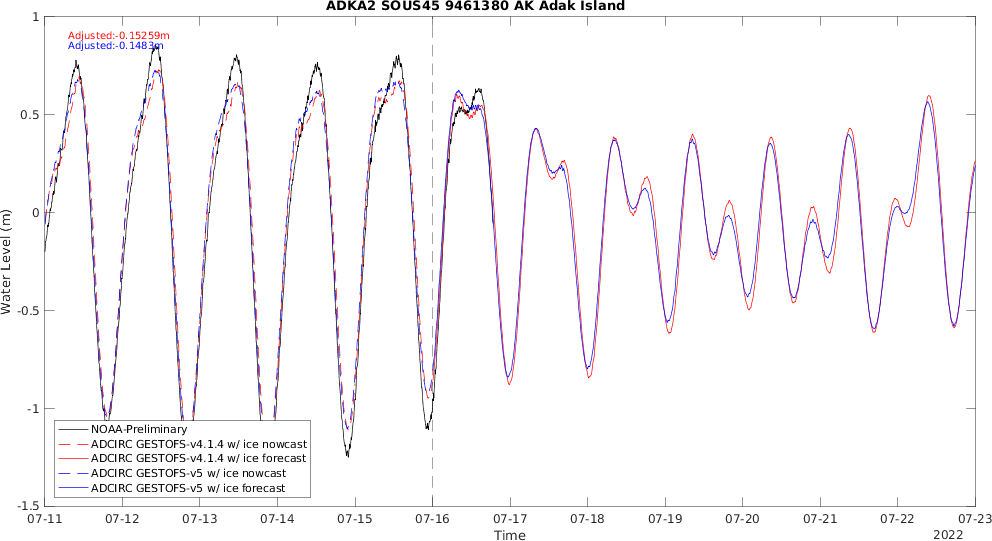 ADKA2 SOUS45 9461380 AK Adak Island
Adjusted:-0.15259m
Adjusted:-0.1483m
1
0.5
0
-0.5
-1
-1.5
Water Level (m)
NOAA-Preliminary
ADCIRC GESTOFS-v4.1.4 w/ ice nowcast
ADCIRC GESTOFS-v4.1.4 w/ ice forecast
ADCIRC GESTOFS-v5 w/ ice nowcast
ADCIRC GESTOFS-v5 w/ ice forecast
07-11 07-12 07-13 07-14 07-15 07-16 07-17 07-18 07-19 07-20 07-21 07-22 07-23
Time
2022